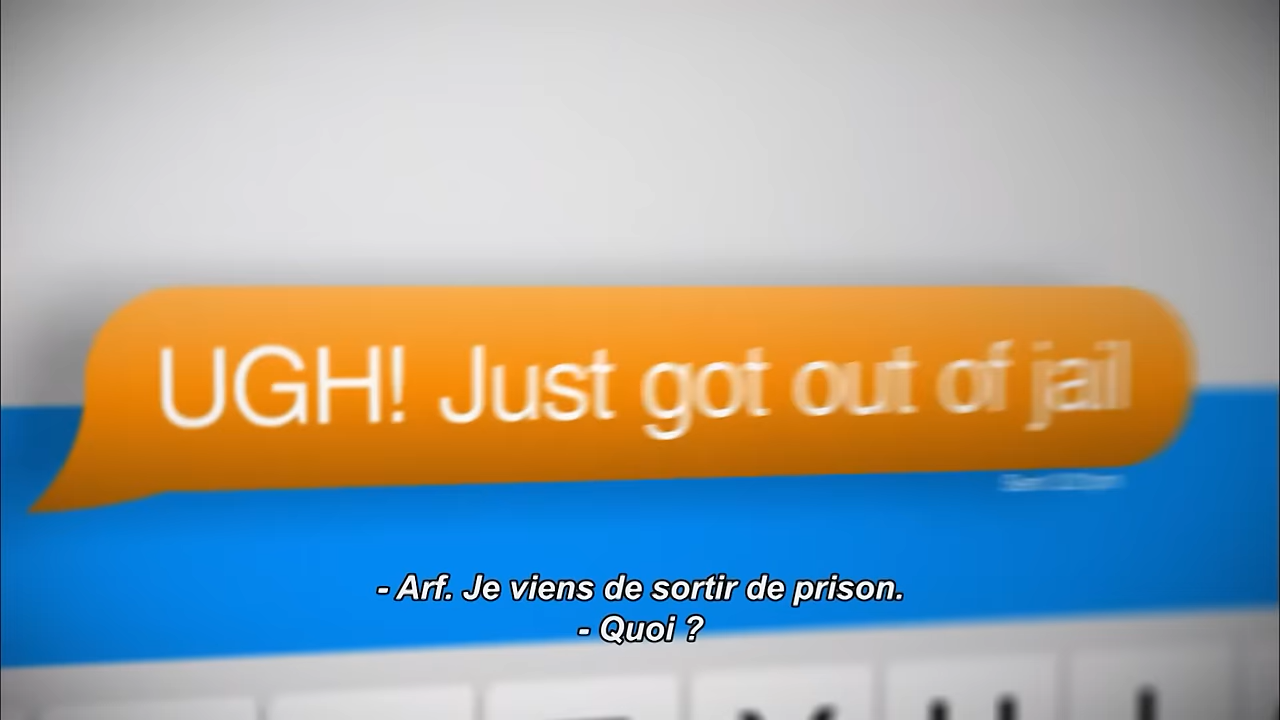 UGH! Just got out of jail
- Arf. Je viens de sortir de prison.
- Quoi ?